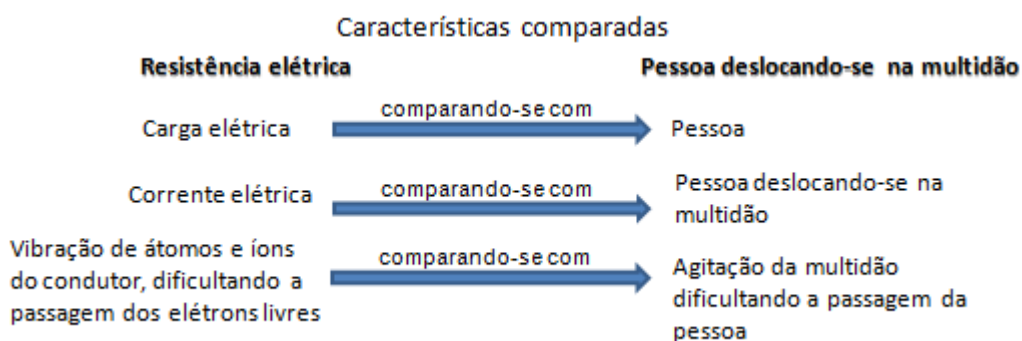 Características comparadas
Resistência elétrica
Pessoa deslocando-se na multidão
Carga elétrica
comparando-se com
Pessoa
Corrente elétrica
comparando-se com
Pessoa deslocando-se na
multidão
Vibração de átomos e íons
do condutor, dificultando a
passagem dos elétrons livres
comparando-se com
Agitação da multidão
dificultando a passagem da
pessoa